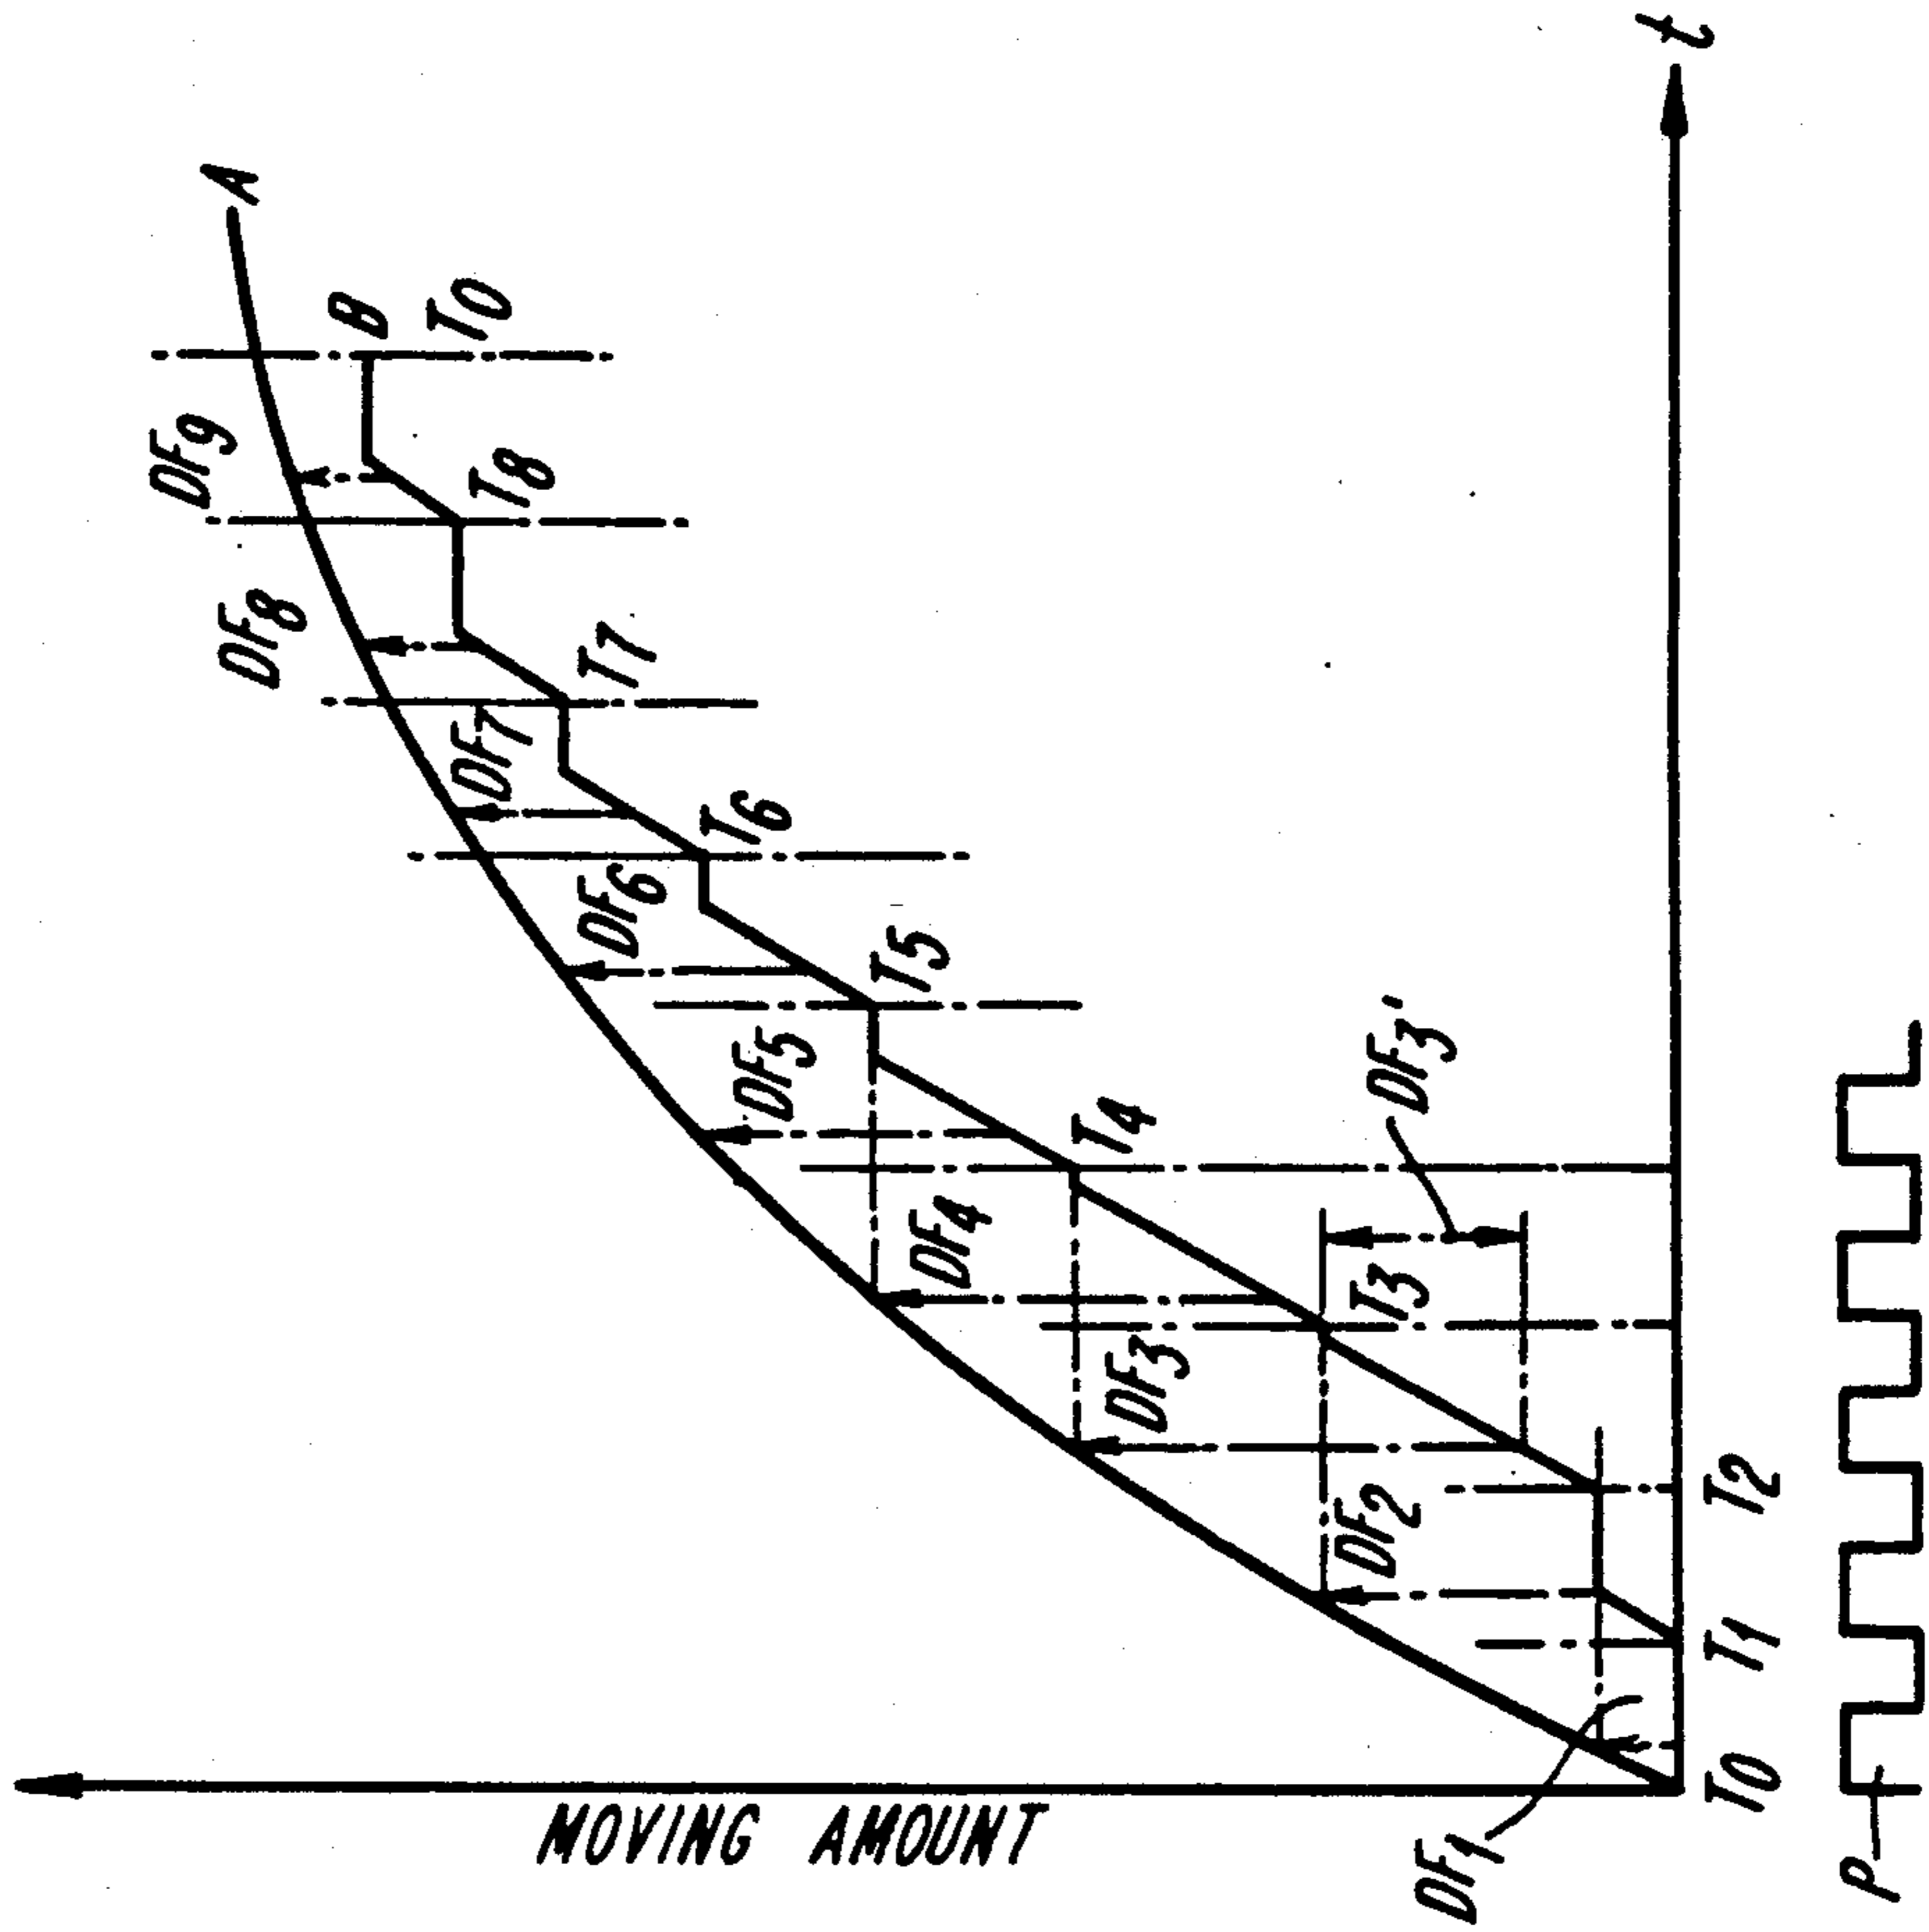 A
B
T0
DF9
T8
DF8
T7
DF7
T6
DF6
T5
DF5
T4
DF4
DF3'
T3
DF3
DF2
DF1
MOVING AMOUNT
t
T0
T1
T2
P